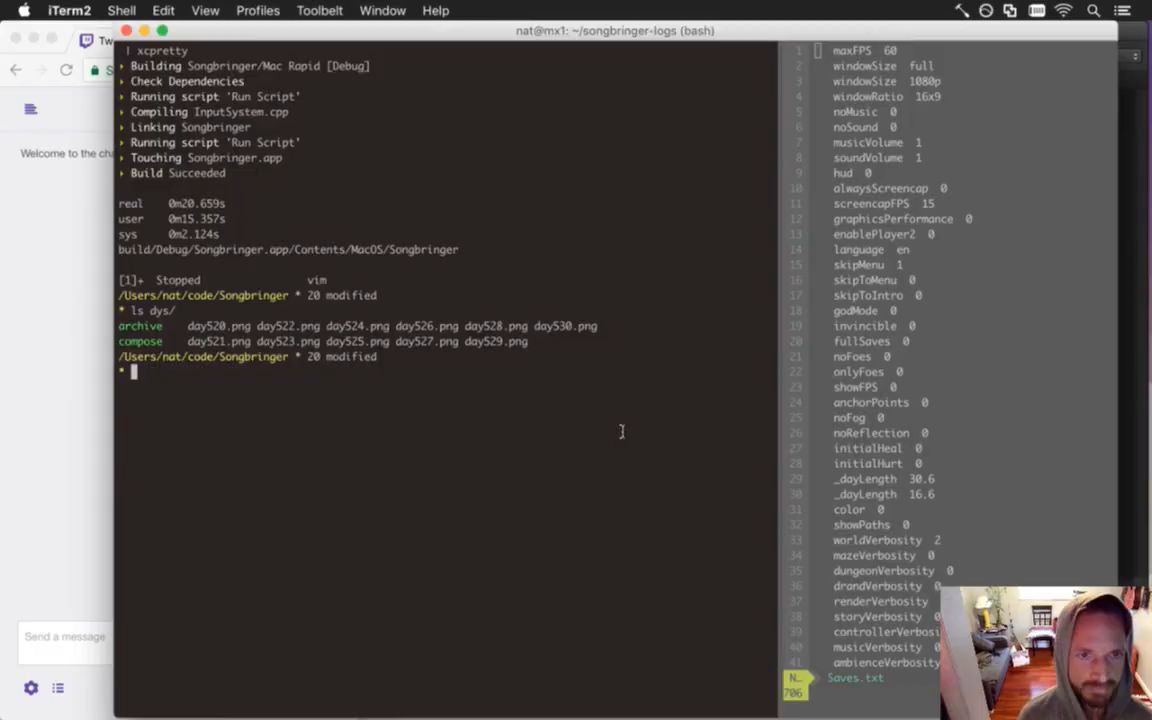 iTerm2 Shell Edit View Profiles Toolbelt Window Help
nat@mx1: ~/songbringer-logs (bash)
Tw
S
Welcome to the cha
Send a message
| xcpretty
▸ Building Songbringer/Mac Rapid [Debug]
▸ Check Dependencies
▸ Running script 'Run Script'
▸ Compiling InputSystem.cpp
▸ Linking Songbringer
▸ Running script 'Run Script'
▸ Touching Songbringer.app
▸ Build Succeeded
real 0m20.659s
user 0m15.357s
sys 0m2.124s
build/Debug/Songbringer.app/Contents/MacOS/Songbringer
[1]+ Stopped vim
/Users/nat/code/Songbringer * 20 modified
* ls dys/
archive day520.png day522.png day524.png day526.png day528.png day530.png
compose day521.png day523.png day525.png day527.png day529.png
/Users/nat/code/Songbringer * 20 modified
*
1 maxFPS 60
2 windowSize full
3 windowSize 1080p
4 windowRatio 16x9
5 noMusic 0
6 noSound 0
7 musicVolume 1
8 soundVolume 1
9 hud 0
10 alwaysScreencap 0
11 screencapFPS 15
12 graphicsPerformance 0
13 enablePlayer2 0
14 language en
15 skipMenu 1
16 skipToMenu 0
17 skipToIntro 0
18 godMode 0
19 invincible 0
20 fullSaves 0
21 noFoes 0
22 onlyFoes 0
23 showFPS 0
24 anchorPoints 0
25 noFog 0
26 noReflection 0
27 initialHeal 0
28 initialHurt 0
29 _dayLength 30.6
30 _dayLength 16.6
31 color 0
32 showPaths 0
33 worldVerbosity 2
34 mazeVerbosity 0
35 dungeonVerbosity 0
36 drandVerbosity 0
37 renderVerbosity
38 storyVerbosity 0
39 controllerVerbosi
40 musicVerbosity 0
41 ambienceVerbosity
N… Saves.txt
706